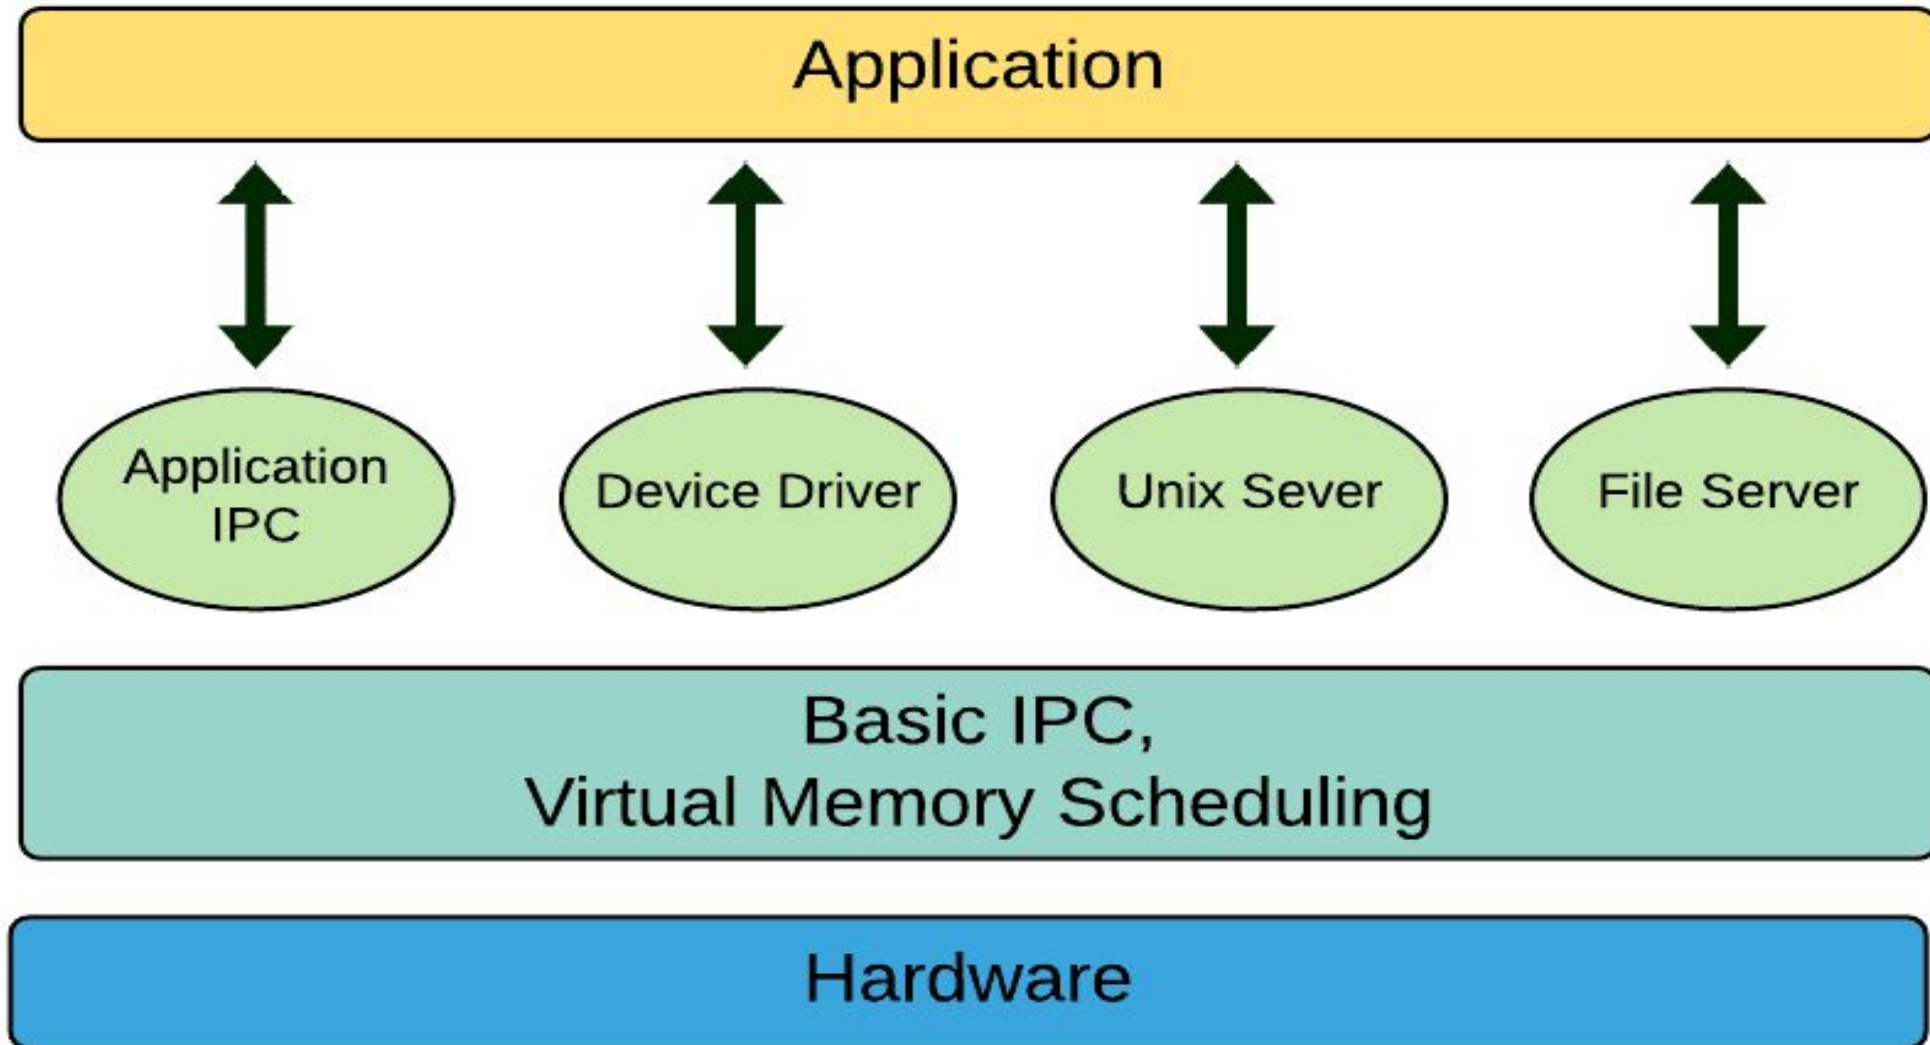 Application
Application
IPC
Device Driver
Unix Sever
File Server
Basic IPC,
Virtual Memory Scheduling
Hardware